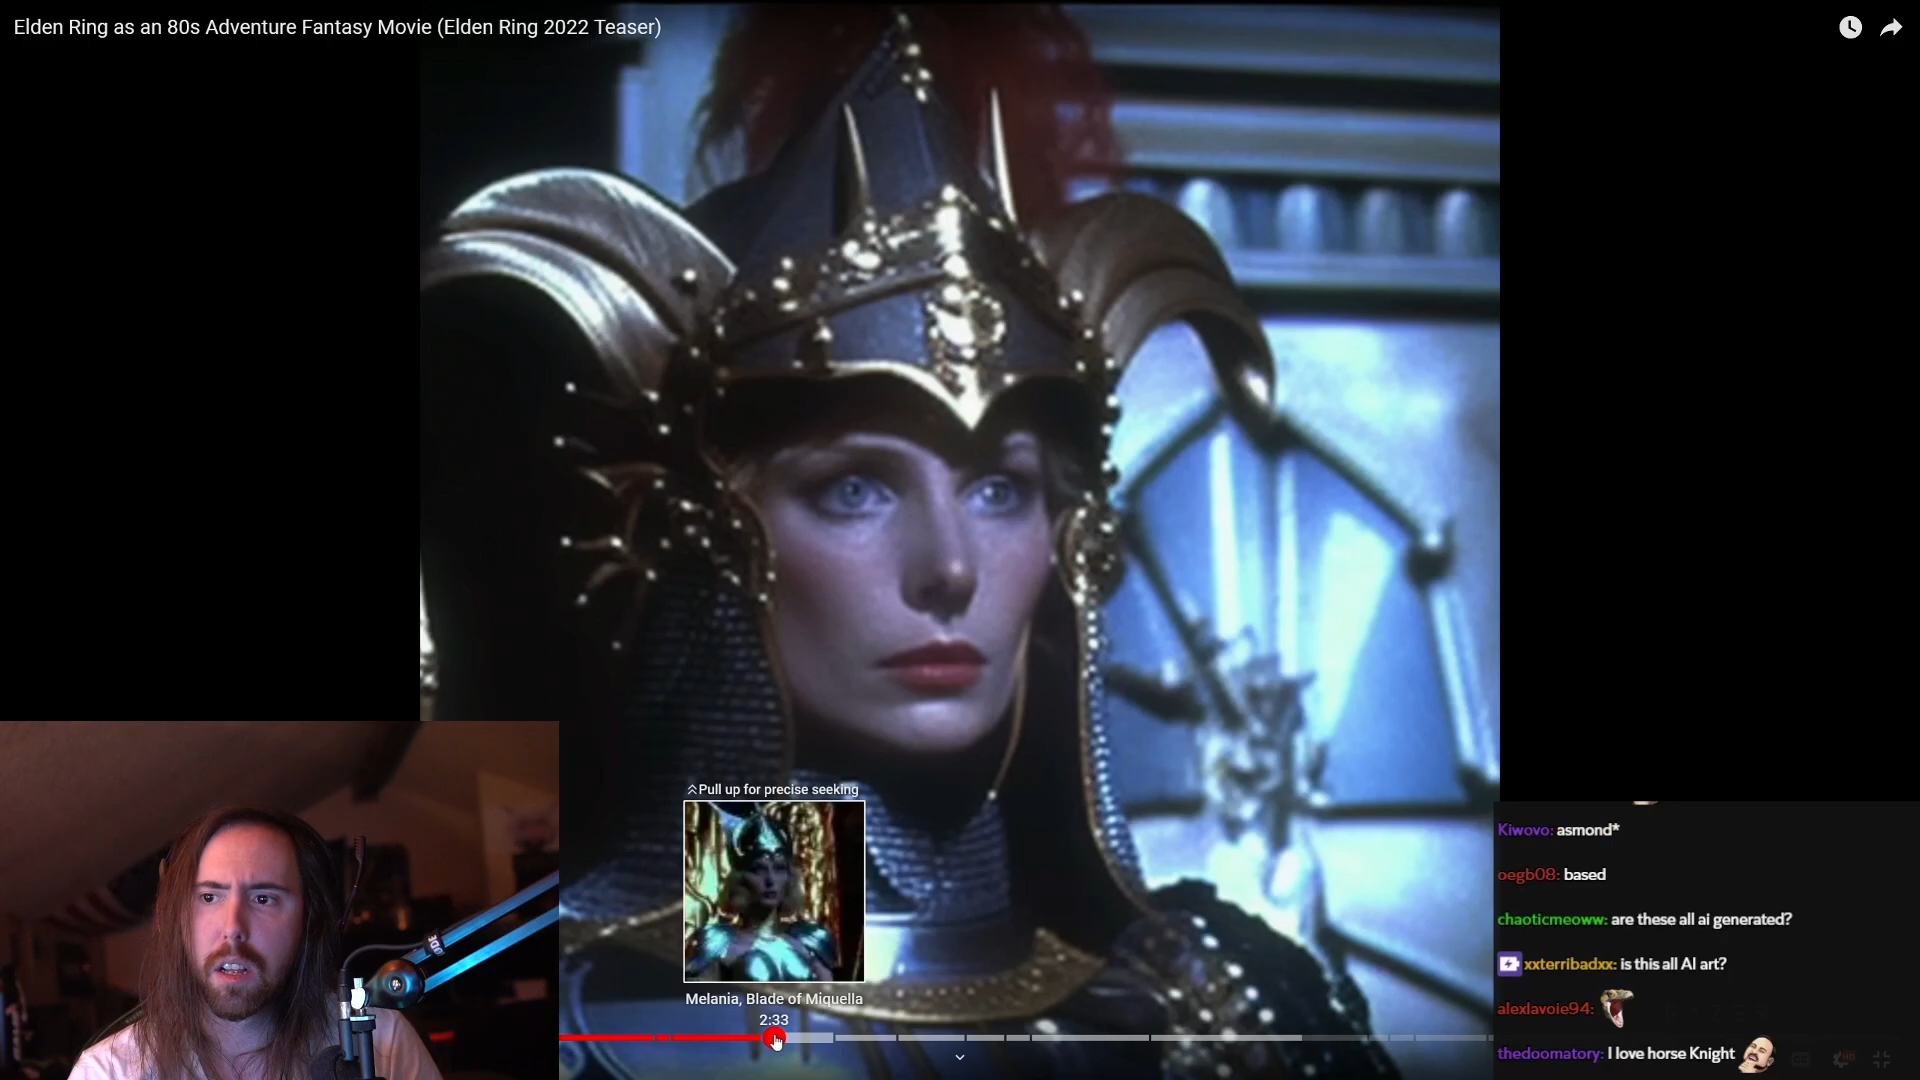 Elden Ring as an 80s Adventure Fantasy Movie (Elden Ring 2022 Teaser)
Pull up for precise seeking
Melania, Blade of Miquella
2:33
Kiwovo: asmond*
oegb08: based
chaoticmeoww: are these all ai generated?
xxterribadxx: is this all AI art?
alexlavoie94:
thedoomatory: I love horse Knight